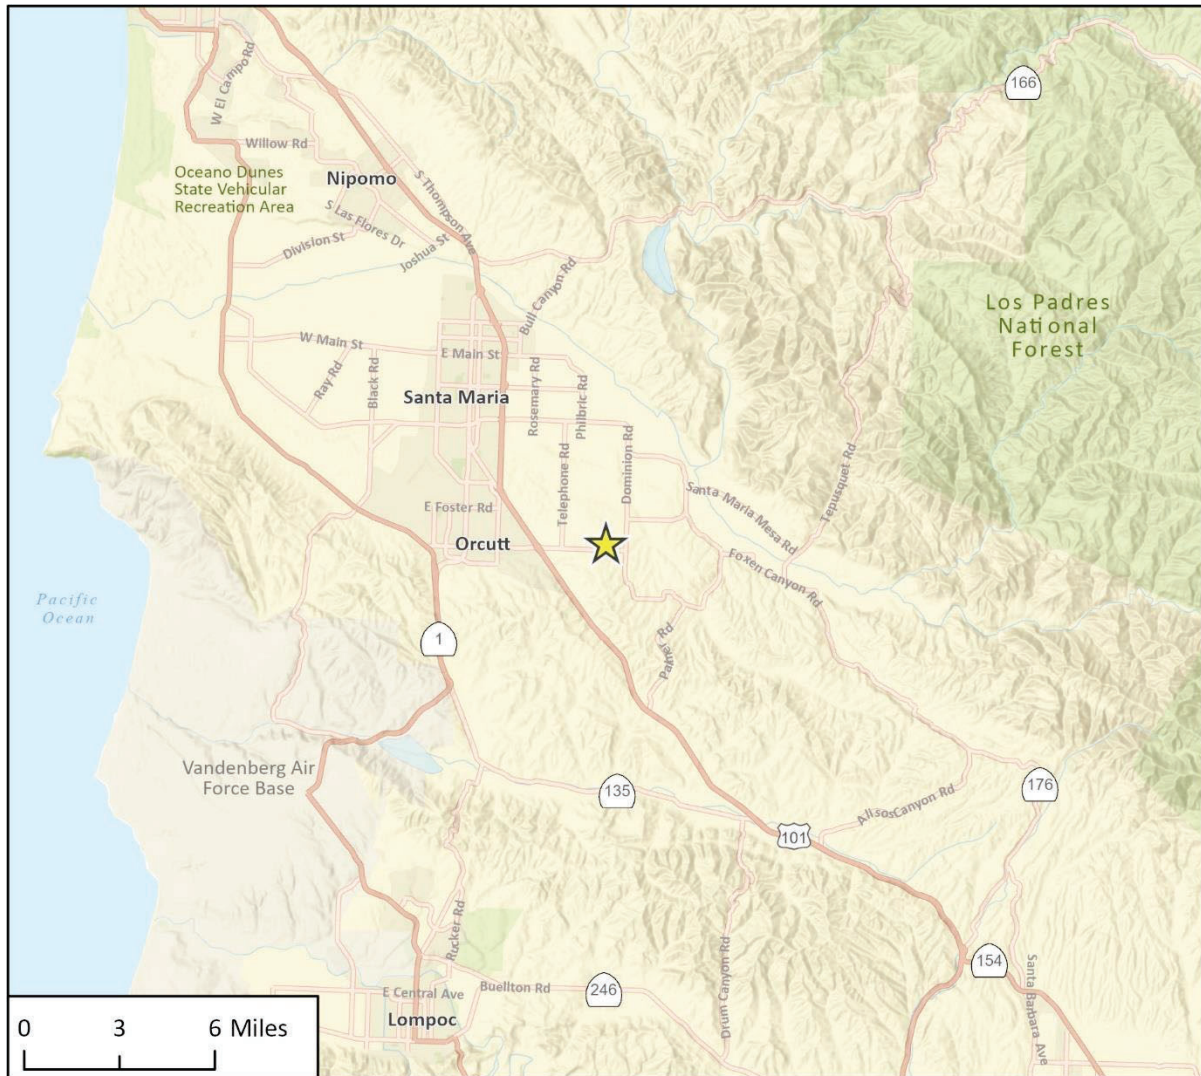 166
W El Campo Rd
Willow Rd
Oceano Dunes
State Vehicular
Recreation Area
Nipomo
S Thompson Ave
S Las Flores Dr
Joshua St
Division St
Bull Canyon Rd
Los Padres
National
Forest
W Main St
E Main St
Ray Rd
Black Rd
Rosemary Rd
Philbric Rd
Santa Maria
Telephone Rd
Dominion Rd
Tepusquet Rd
Santa Maria Mesa Rd
E Foster Rd
Orcutt
Foxen Canyon Rd
Pacific
Ocean
1
Palmer Rd
Vandenberg Air
Force Base
135
176
Alisos Canyon Rd
101
Rucker Rd
Drum Canyon Rd
154
Santa Barbara Ave
246
Buellton Rd
E Central Ave
Lompoc
0 3 6 Miles